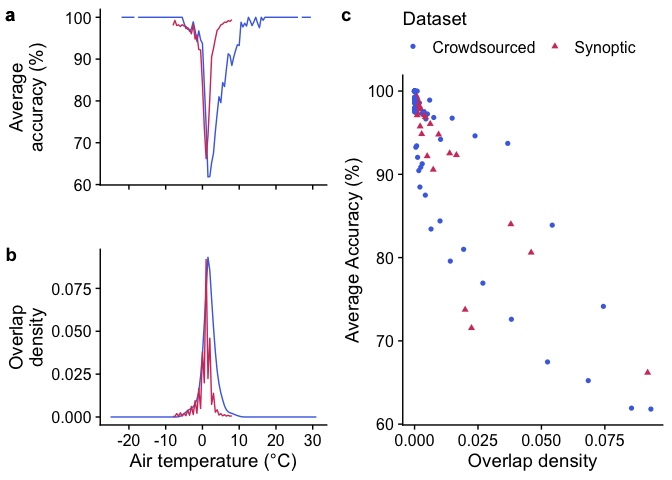 a
100
90
80
70
60
Average
accuracy (%)
b
0.075
0.050
0.025
0.000
Overlap
density
-20 -10 0 10 20 30
Air temperature (°C)
c
Dataset
Crowdsourced Synoptic
100
90
80
70
60
Average Accuracy (%)
0.000 0.025 0.050 0.075
Overlap density